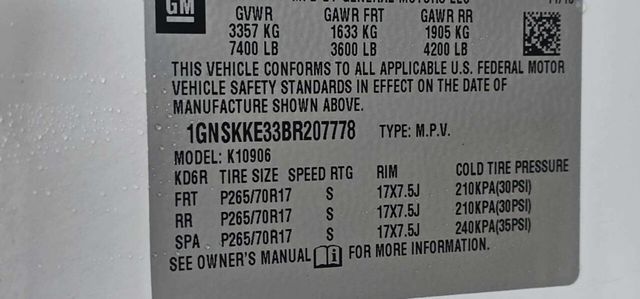 GM
GVWR GAWR FRT GAWR RR
3357 KG 1633 KG 1905 KG
7400 LB 3600 LB 4200 LB
THIS VEHICLE CONFORMS TO ALL APPLICABLE U.S. FEDERAL MOTOR
VEHICLE SAFETY STANDARDS IN EFFECT ON THE DATE OF
MANUFACTURE SHOWN ABOVE.
1GNSKKE33BR207778 TYPE: M.P.V.
MODEL: K10906
KD6R TIRE SIZE SPEED RTG RIM COLD TIRE PRESSURE
FRT P265/70R17 S 17X7.5J 210KPA(30PSI)
RR P265/70R17 S 17X7.5J 210KPA(30PSI)
SPA P265/70R17 S 17X7.5J 240KPA(35PSI)
SEE OWNER'S MANUAL FOR MORE INFORMATION.